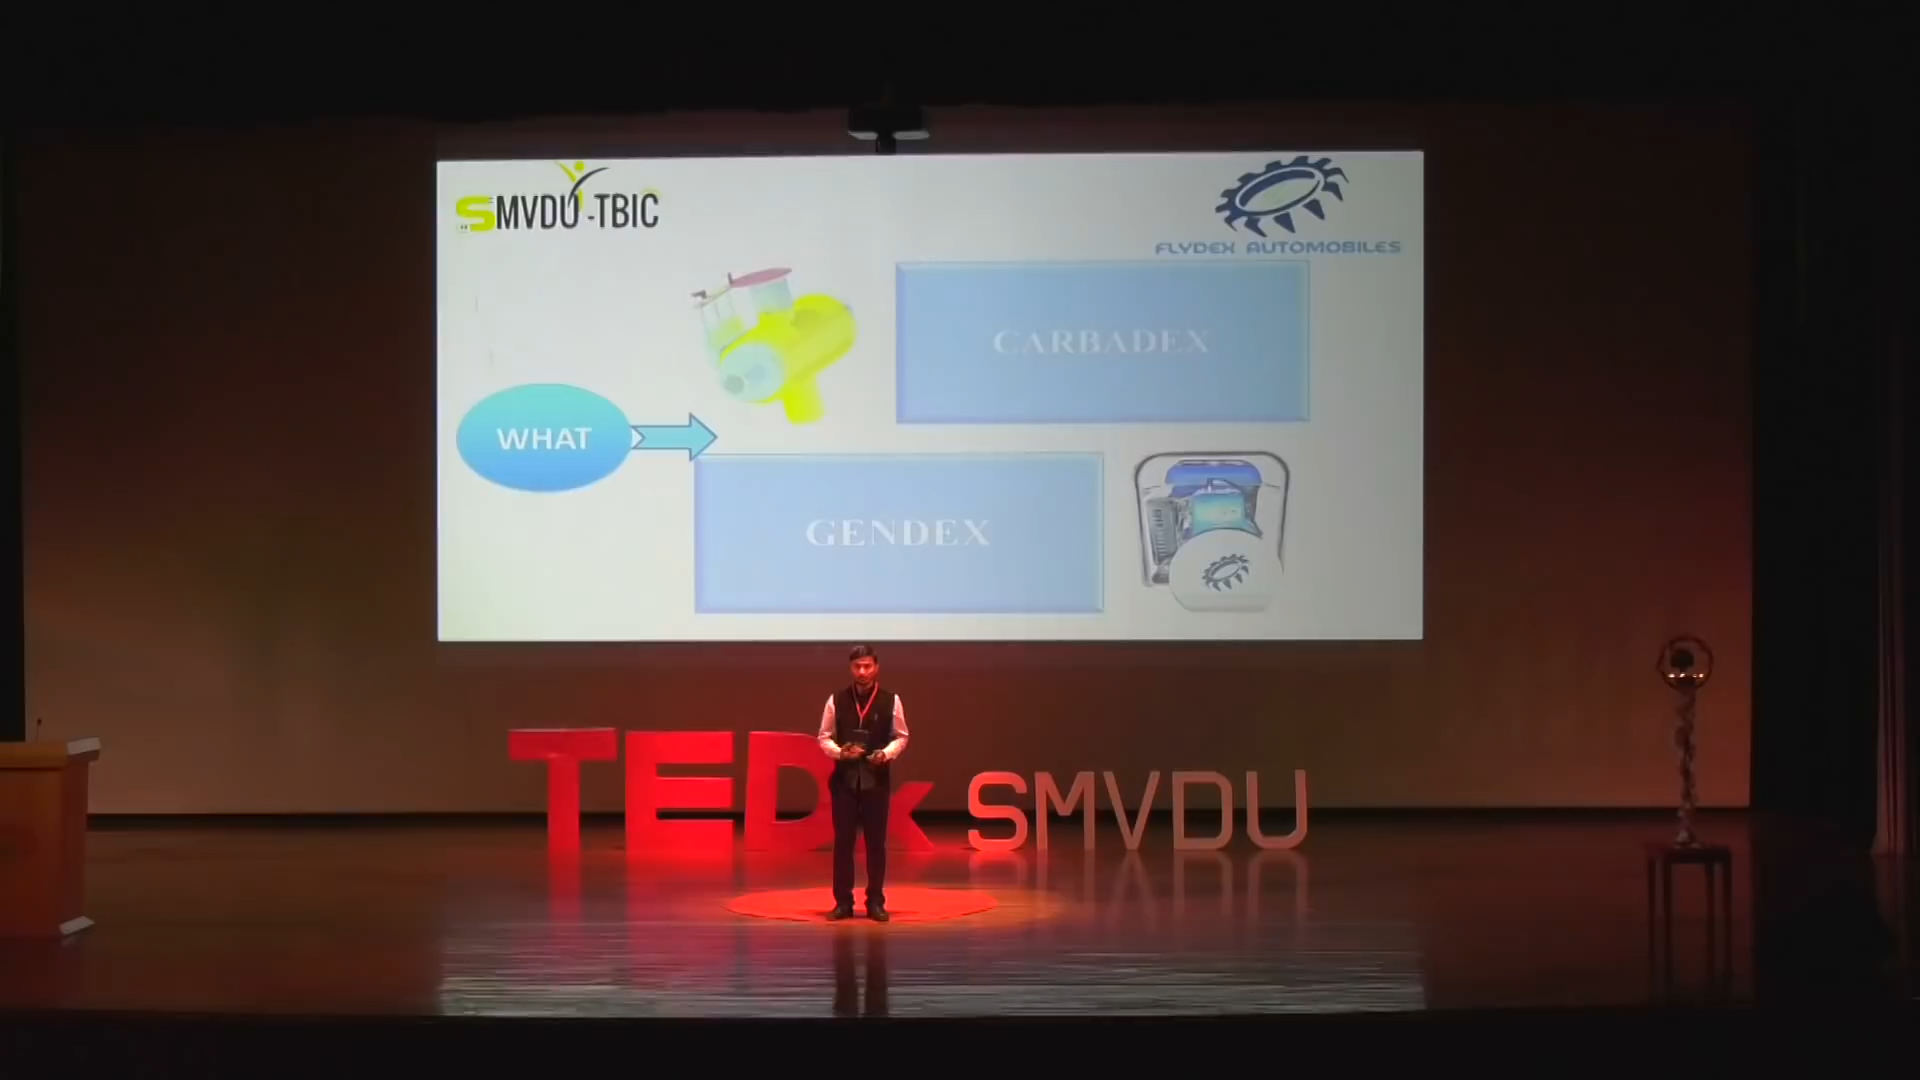 SMVDU-TBIC
FLYDEX AUTOMOBILES
CARBADEX
WHAT
GENDEX
TEDx SMVDU